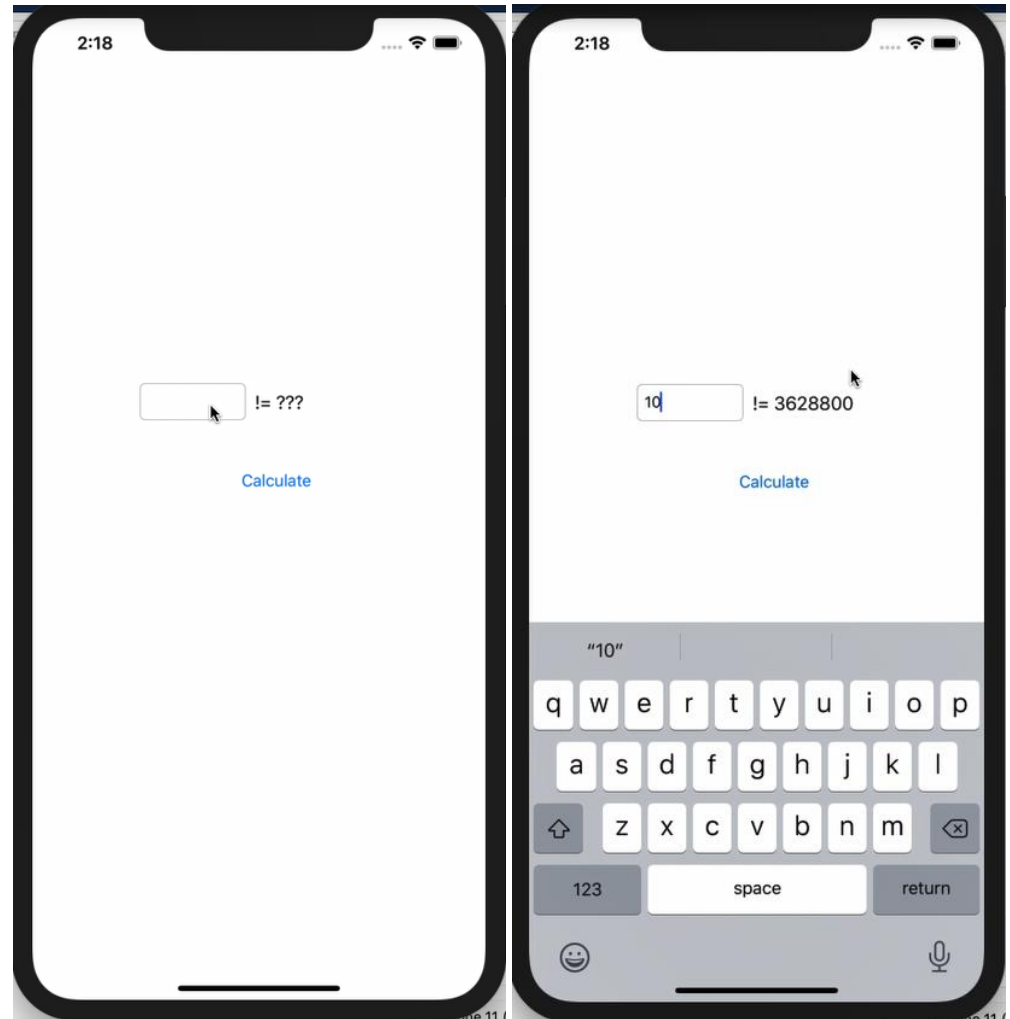 2:18
!= ???
Calculate
2:18
10 != 3628800
Calculate
“10”
q w e r t y u i o p
a s d f g h j k l
z x c v b n m
123 space return